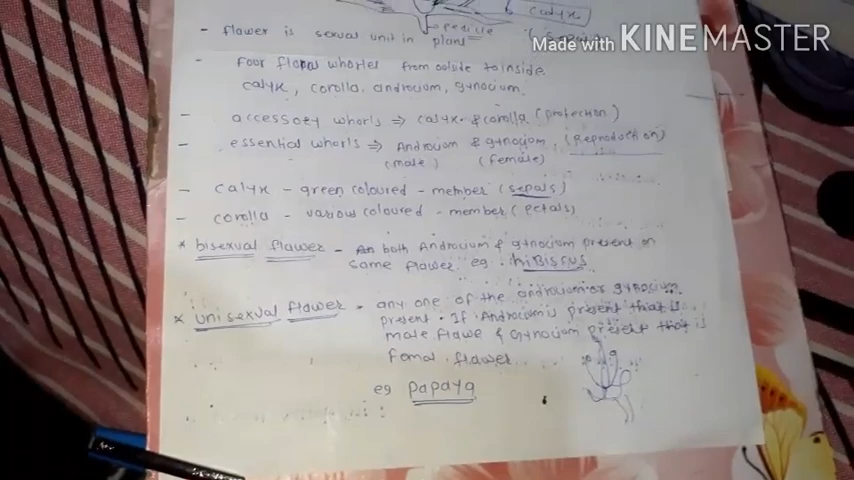 calyx
pedicle
- flower is sexual unit in plant
Made with KINEMASTER
- four floral whorles from outside to inside
calyx, corolla, androcium, gynocium.
- accessoty whorls ⇒ calyx & corolla (protection)
- essential whorls ⇒ Androcium & gynocium (Reproduction)
(male) (female)
- calyx - green coloured - member (sepals)
- corolla - various coloured - member (petals)
* bisexual flower - both Androcium & gynocium present on
same flower eg. hiBissus
* unisexual flower - any one of the androcium or gynocium
present. If Androcium is present that is
male flawe & Gynocium present that is
Femal flower
eg papaya